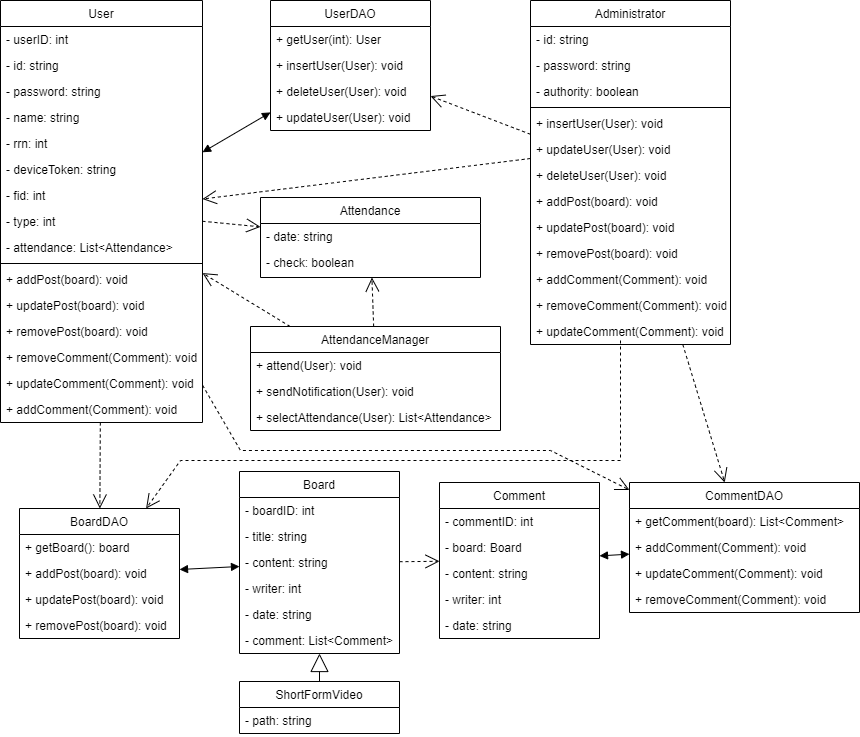 User
- userID: int
- id: string
- password: string
- name: string
- rrn: int
- deviceToken: string
- fid: int
- type: int
- attendance: List<Attendance>
+ addPost(board): void
+ updatePost(board): void
+ removePost(board): void
+ removeComment(Comment): void
+ updateComment(Comment): void
+ addComment(Comment): void
UserDAO
+ getUser(int): User
+ insertUser(User): void
+ deleteUser(User): void
+ updateUser(User): void
Administrator
- id: string
- password: string
- authority: boolean
+ insertUser(User): void
+ updateUser(User): void
+ deleteUser(User): void
+ addPost(board): void
+ updatePost(board): void
+ removePost(board): void
+ addComment(Comment): void
+ removeComment(Comment): void
+ updateComment(Comment): void
Attendance
- date: string
- check: boolean
AttendanceManager
+ attend(User): void
+ sendNotification(User): void
+ selectAttendance(User): List<Attendance>
BoardDAO
+ getBoard(): board
+ addPost(board): void
+ updatePost(board): void
+ removePost(board): void
Board
- boardID: int
- title: string
- content: string
- writer: int
- date: string
- comment: List<Comment>
Comment
- commentID: int
- board: Board
- content: string
- writer: int
- date: string
CommentDAO
+ getComment(board): List<Comment>
+ addComment(Comment): void
+ updateComment(Comment): void
+ removeComment(Comment): void
ShortFormVideo
- path: string